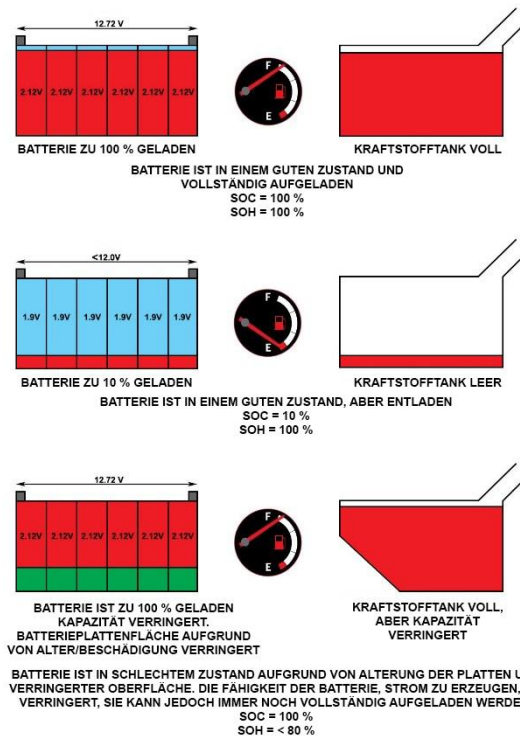 12.72 V
2.12V 2.12V 2.12V 2.12V 2.12V 2.12V
F
E
BATTERIE ZU 100 % GELADEN
KRAFTSTOFFTANK VOLL
BATTERIE IST IN EINEM GUTEN ZUSTAND UND
VOLLSTÄNDIG AUFGELADEN
SOC = 100 %
SOH = 100 %
<12.0V
1.9V 1.9V 1.9V 1.9V 1.9V 1.9V
F
E
BATTERIE ZU 10 % GELADEN
KRAFTSTOFFTANK LEER
BATTERIE IST IN EINEM GUTEN ZUSTAND, ABER ENTLADEN
SOC = 10 %
SOH = 100 %
12.72 V
2.12V 2.12V 2.12V 2.12V 2.12V 2.12V
F
E
BATTERIE IST ZU 100 % GELADEN
KAPAZITÄT VERRINGERT.
BATTERIEPLATTENFLÄCHE AUFGRUND
VON ALTER/BESCHÄDIGUNG VERRINGERT
KRAFTSTOFFTANK VOLL,
ABER KAPAZITÄT
VERRINGERT
BATTERIE IST IN SCHLECHTEM ZUSTAND AUFGRUND VON ALTERUNG DER PLATTEN U
VERRINGERTER OBERFLÄCHE. DIE FÄHIGKEIT DER BATTERIE, STROM ZU ERZEUGEN,
VERRINGERT, SIE KANN JEDOCH IMMER NOCH VOLLSTÄNDIG AUFGELADEN WERDE
SOC = 100 %
SOH = < 80 %